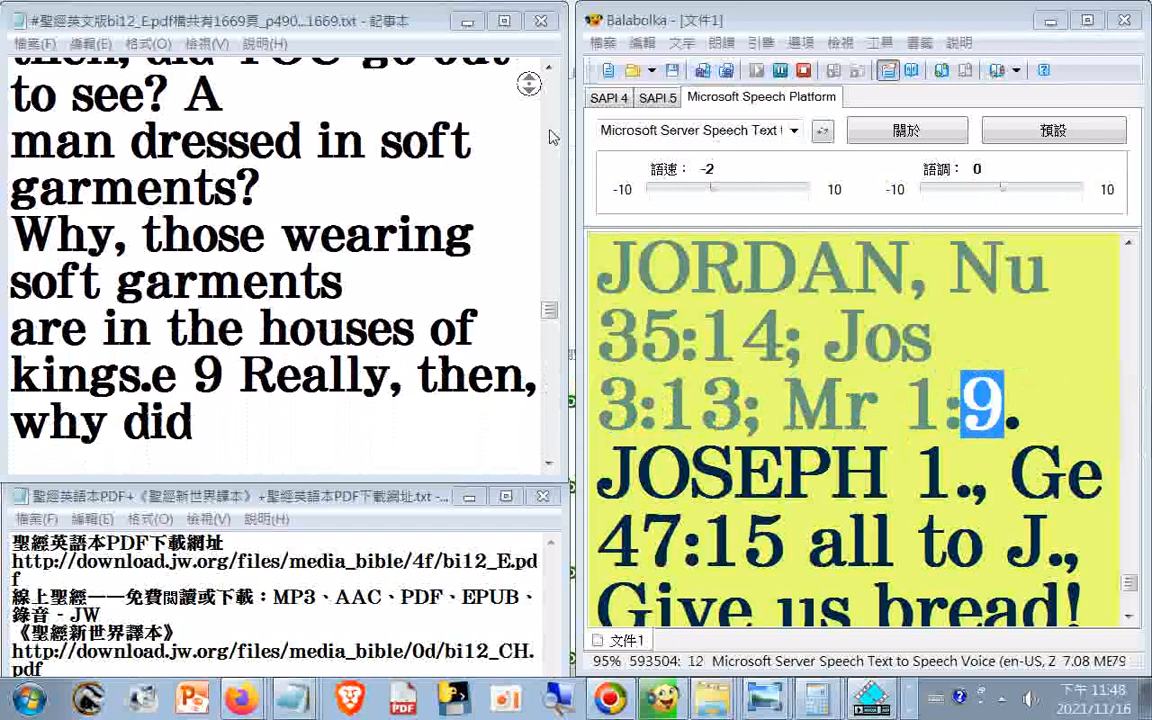 #聖經英文版bi12_E.pdf檔共有1669頁_p490...1669.txt - 記事本
檔案(F) 編輯(E) 格式(O) 檢視(V) 說明(H)
then, did YOU go out
to see? A
man dressed in soft
garments?
Why, those wearing
soft garments
are in the houses of
kings.e 9 Really, then,
why did
聖經英語本PDF+《聖經新世界譯本》+聖經英語本PDF下載網址.txt - ...
檔案(F) 編輯(E) 格式(O) 檢視(V) 說明(H)
聖經英語本PDF下載網址
http://download.jw.org/files/media_bible/4f/bi12_E.pd
f
線上聖經——免費閱讀或下載：MP3、AAC、PDF、EPUB、
錄音 - JW
《聖經新世界譯本》
http://download.jw.org/files/media_bible/0d/bi12_CH.
pdf
Balabolka - [文件1]
檔案 編輯 文字 朗讀 引擎 選項 檢視 工具 書籤 說明
SAPI 4 SAPI 5 Microsoft Speech Platform
Microsoft Server Speech Text 關於 預設
語速： -2 語調： 0
-10 10 -10 10
JORDAN, Nu
35:14; Jos
3:13; Mr 1:9.
JOSEPH 1., Ge
47:15 all to J.,
Give us bread!
文件1
95% 593504: 12 Microsoft Server Speech Text to Speech Voice (en-US, Z 7.08 ME79
PDF
下午 11:48
2021/11/16